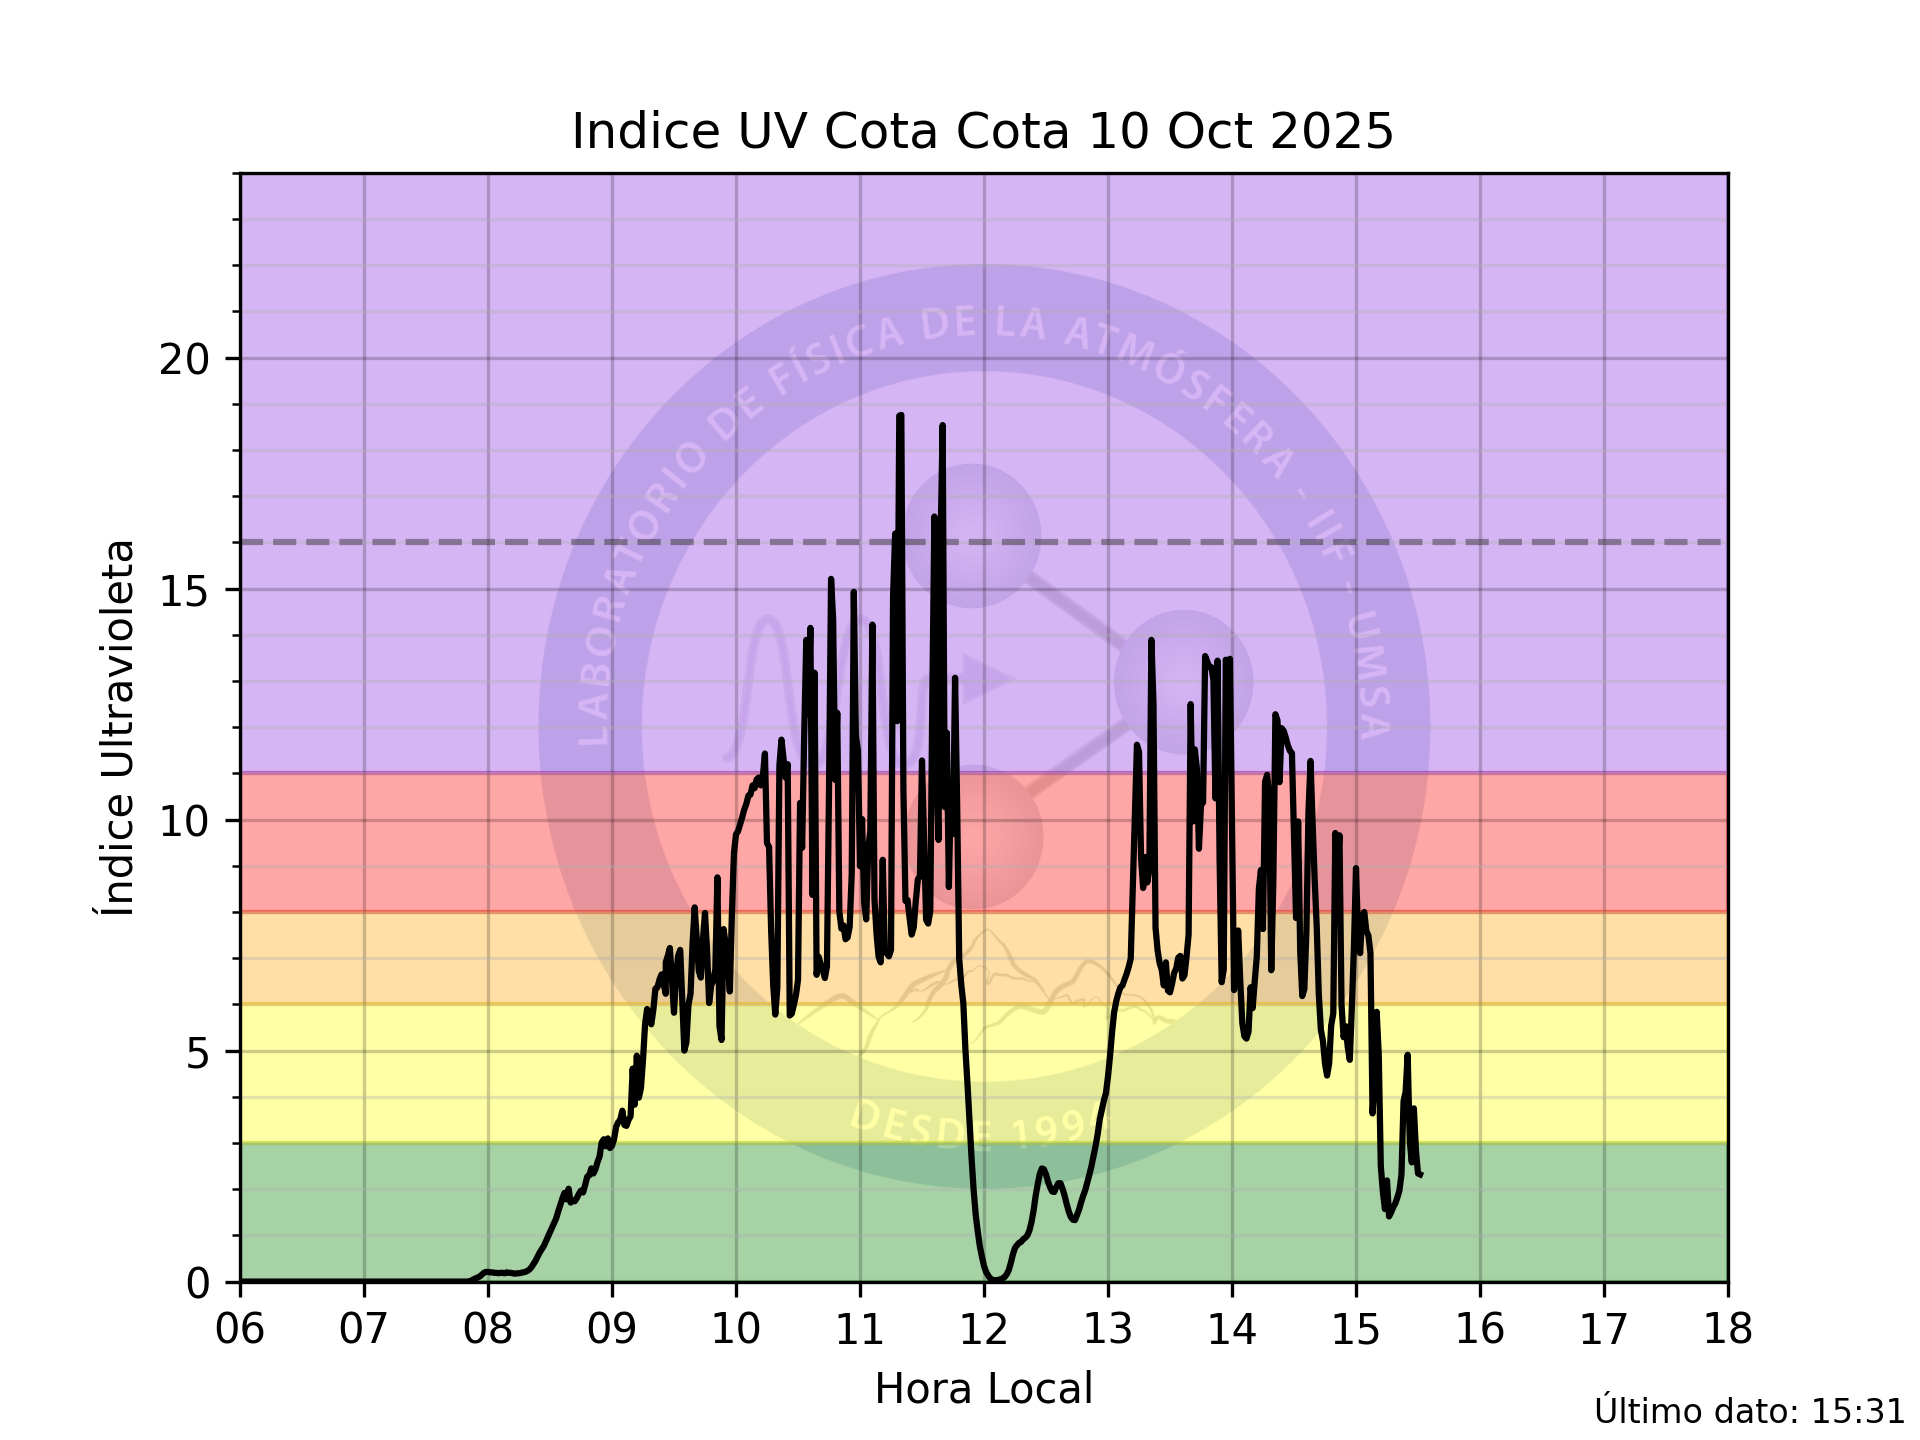 Indice UV Cota Cota 10 Oct 2025
LABORATORIO DE FÍSICA DE LA ATMÓSFERA - IIF - UMSA
DESDE 1994
Índice Ultravioleta
20
15
10
5
0
06 07 08 09 10 11 12 13 14 15 16 17 18
Hora Local
Último dato: 15:31